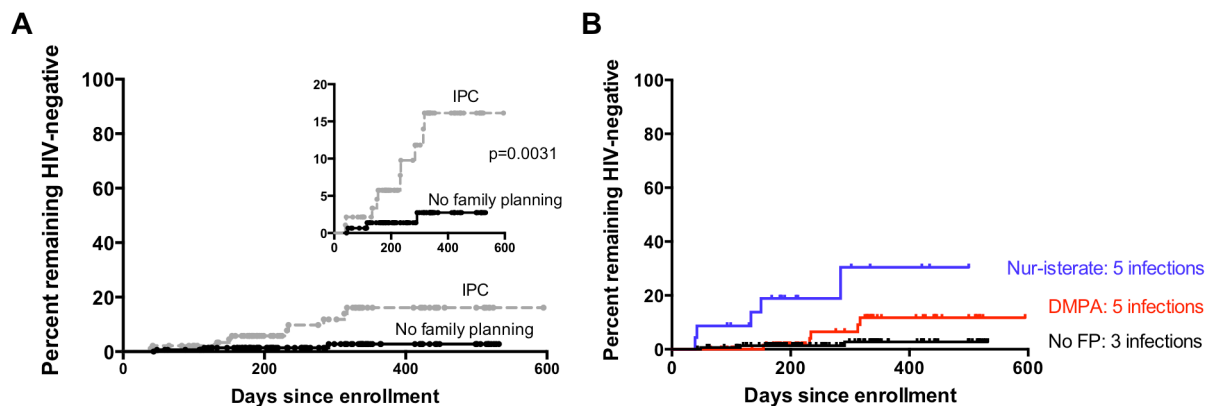 A
Percent remaining HIV-negative
100
80
60
40
20
0
0
200
400
600
Days since enrollment
IPC
No family planning
20
15
10
5
0
0
200
400
600
IPC
p=0.0031
No family planning
B
Percent remaining HIV-negative
100
80
60
40
20
0
0
200
400
600
Days since enrollment
Nur-isterate: 5 infections
DMPA: 5 infections
No FP: 3 infections